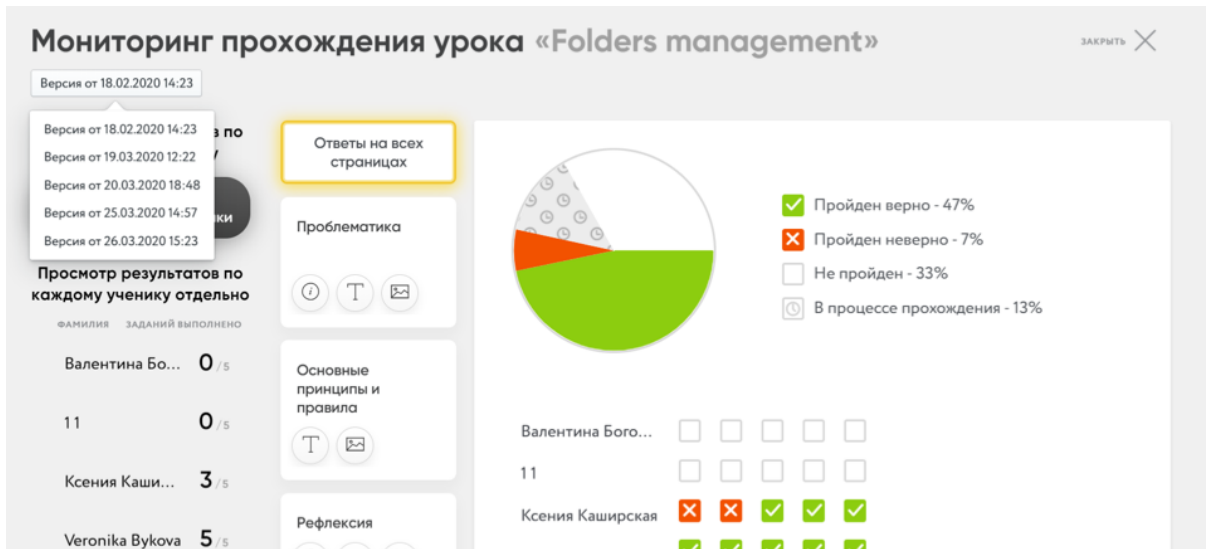 Мониторинг прохождения урока «Folders management»
ЗАКРЫТЬ
Версия от 18.02.2020 14:23
Версия от 18.02.2020 14:23
Версия от 19.03.2020 12:22
Версия от 20.03.2020 18:48
Версия от 25.03.2020 14:57
Версия от 26.03.2020 15:23
по
Просмотр результатов по
каждому ученику отдельно
ФАМИЛИЯ ЗАДАНИЙ ВЫПОЛНЕНО
Валентина Бо... 0 /5
11 0 /5
Ксения Каши... 3 /5
Veronika Bykova 5 /5
Ответы на всех
страницах
Проблематика
Основные
принципы и
правила
Рефлексия
Пройден верно - 47%
Пройден неверно - 7%
Не пройден - 33%
В процессе прохождения - 13%
Валентина Бого...
11
Ксения Каширская